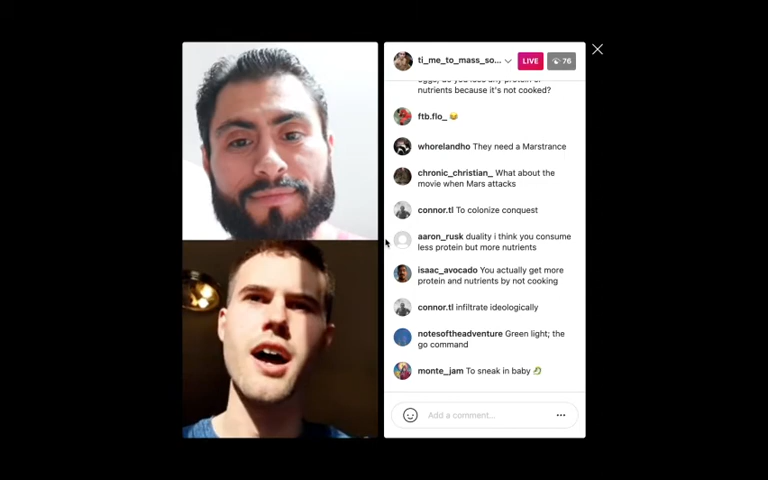 ti_me_to_mass_so... LIVE 76
eggs, do you lose any protein or
nutrients because it's not cooked?
ftb.flo_ 😂
whorelandho They need a Marstrance
chronic_christian_ What about the
movie when Mars attacks
connor.tl To colonize conquest
aaron_rusk duality i think you consume
less protein but more nutrients
isaac_avocado You actually get more
protein and nutrients by not cooking
connor.tl infiltrate ideologically
notesoftheadventure Green light; the
go command
monte_jam To sneak in baby 🐉
Add a comment... •••